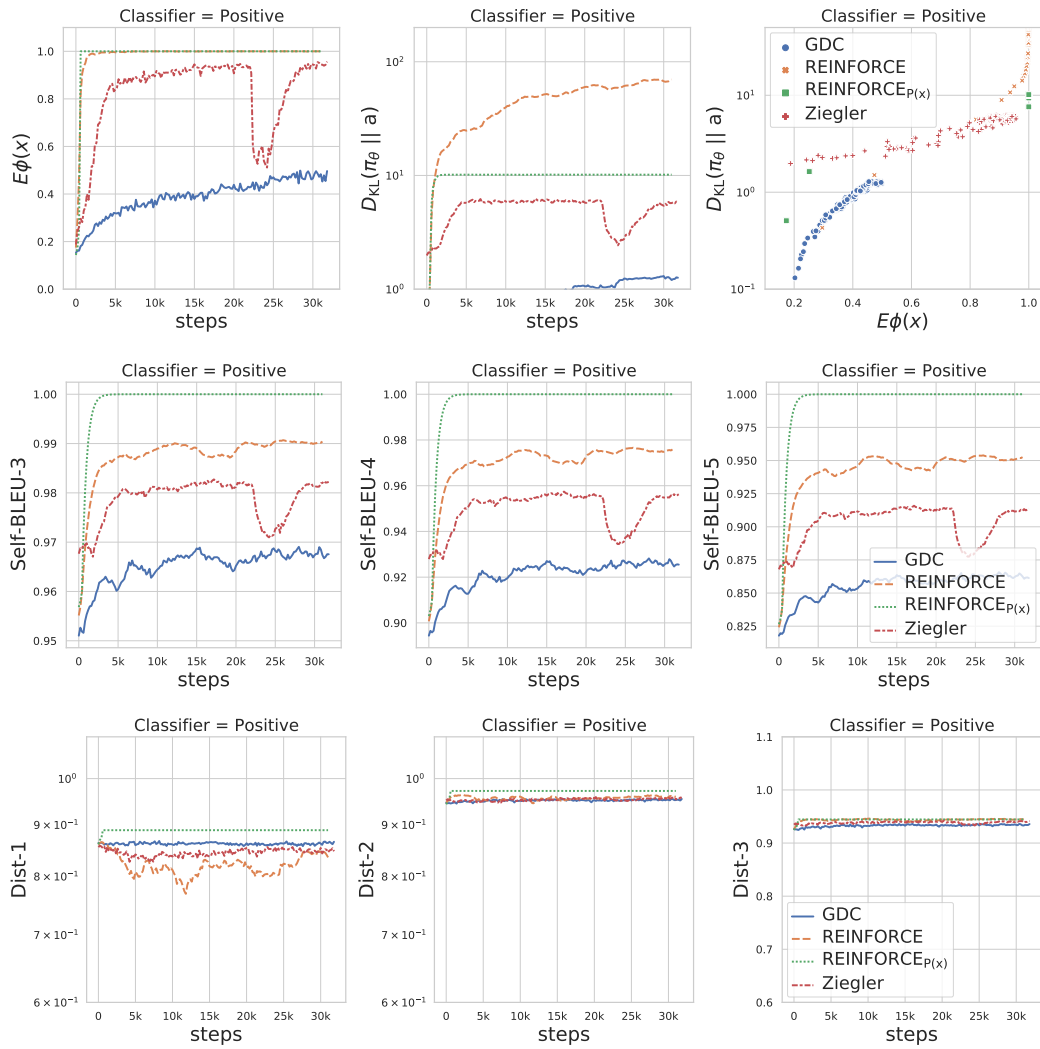 Classifier = Positive
Eϕ(x)
1.0
0.8
0.6
0.4
0.2
0.0
0 5k 10k 15k 20k 25k 30k
steps
Classifier = Positive
D_KL(π_θ || a)
10²
10¹
10⁰
0 5k 10k 15k 20k 25k 30k
steps
Classifier = Positive
GDC
REINFORCE
REINFORCE_P(x)
Ziegler
D_KL(π_θ || a)
10¹
10⁰
10⁻¹
0.2 0.4 0.6 0.8 1.0
Eϕ(x)
Classifier = Positive
Self-BLEU-3
1.00
0.99
0.98
0.97
0.96
0.95
0 5k 10k 15k 20k 25k 30k
steps
Classifier = Positive
Self-BLEU-4
1.00
0.98
0.96
0.94
0.92
0.90
0 5k 10k 15k 20k 25k 30k
steps
Classifier = Positive
Self-BLEU-5
1.000
0.975
0.950
0.925
0.900
0.875
0.850
0.825
GDC
REINFORCE
REINFORCE_P(x)
Ziegler
0 5k 10k 15k 20k 25k 30k
steps
Classifier = Positive
Dist-1
10⁰
9 × 10⁻¹
8 × 10⁻¹
7 × 10⁻¹
6 × 10⁻¹
0 5k 10k 15k 20k 25k 30k
steps
Classifier = Positive
Dist-2
10⁰
9 × 10⁻¹
8 × 10⁻¹
7 × 10⁻¹
6 × 10⁻¹
0 5k 10k 15k 20k 25k 30k
steps
Classifier = Positive
Dist-3
1.1
1.0
0.9
0.8
0.7
0.6
GDC
REINFORCE
REINFORCE_P(x)
Ziegler
0 5k 10k 15k 20k 25k 30k
steps